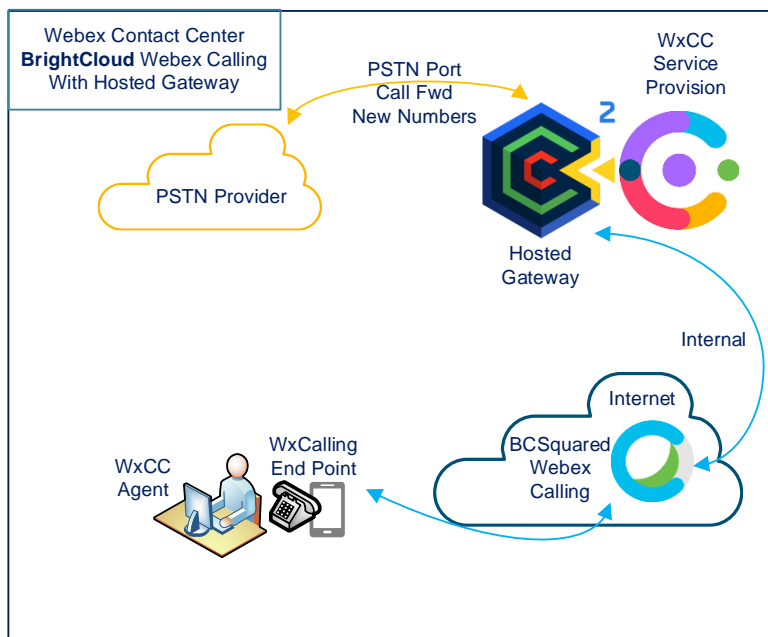 Webex Contact Center
BrightCloud Webex Calling
With Hosted Gateway
PSTN Port
Call Fwd
New Numbers
2
WxCC
Service
Provision
PSTN Provider
Hosted
Gateway
Internal
Internet
BCSquared
Webex
Calling
WxCC
Agent
WxCalling
End Point